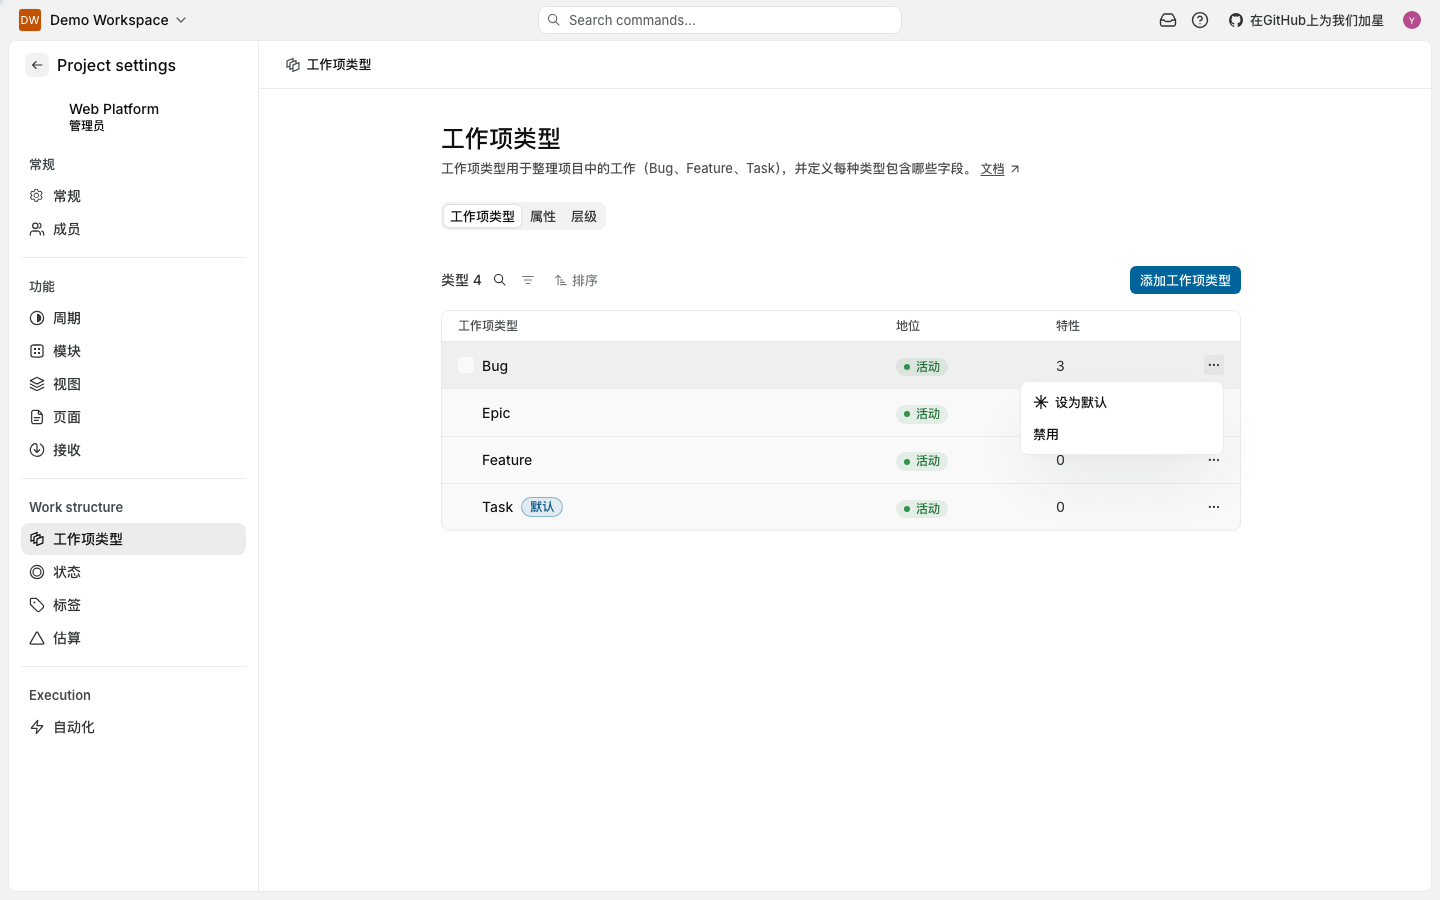 DW Demo Workspace
Search commands...
在GitHub上为我们加星
Y
Project settings
Web Platform
管理员
常规
常规
成员
功能
周期
模块
视图
页面
接收
Work structure
工作项类型
状态
标签
估算
Execution
自动化
工作项类型
工作项类型
工作项类型用于整理项目中的工作（Bug、Feature、Task），并定义每种类型包含哪些字段。 文档
工作项类型 属性 层级
类型 4 排序
添加工作项类型
工作项类型 地位 特性
Bug 活动 3
设为默认
禁用
Epic 活动
Feature 活动 0
Task 默认 活动 0